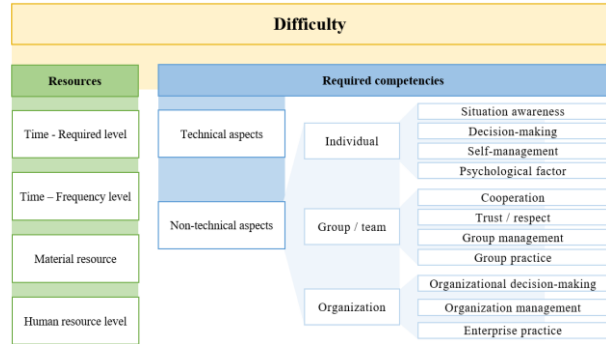 Difficulty
Resources
Required competencies
Time - Required level
Time – Frequency level
Material resource
Human resource level
Technical aspects
Non-technical aspects
Individual
Situation awareness
Decision-making
Self-management
Psychological factor
Group / team
Cooperation
Trust / respect
Group management
Group practice
Organization
Organizational decision-making
Organization management
Enterprise practice